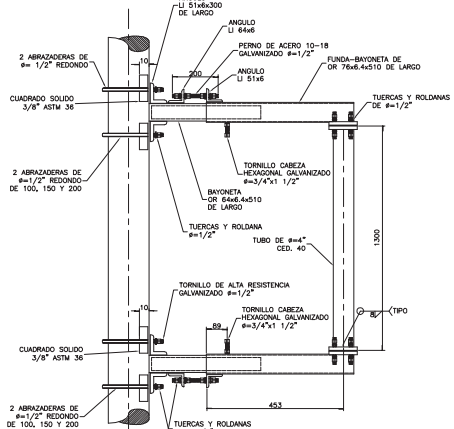 LI 51x6x300
DE LARGO
ANGULO
LI 64x6
PERNO DE ACERO 10-18
GALVANIZADO ø=1/2"
ANGULO
LI 51x6
FUNDA-BAYONETA DE
OR 76x6.4x510 DE LARGO
2 ABRAZADERAS DE
ø= 1/2" REDONDO
10
200
TUERCAS Y ROLDANAS
DE ø=1/2"
CUADRADO SOLIDO
3/8" ASTM 36
2 ABRAZADERAS DE
ø=1/2" REDONDO
DE 100, 150 Y 200
TORNILLO CABEZA
HEXAGONAL GALVANIZADO
ø=3/4"x1 1/2"
BAYONETA
OR 64x6.4x510
DE LARGO
TUERCAS Y ROLDANA
ø=1/2"
TUBO DE ø=4"
CED. 40
1300
TORNILLO DE ALTA RESISTENCIA
GALVANIZADO ø=1/2"
10
TORNILLO CABEZA
HEXAGONAL GALVANIZADO
ø=3/4"x1 1/2"
89
TIPO
8
CUADRADO SOLIDO
3/8" ASTM 36
2 ABRAZADERAS DE
ø=1/2" REDONDO
DE 100, 150 Y 200
453
TUERCAS Y ROLDANAS